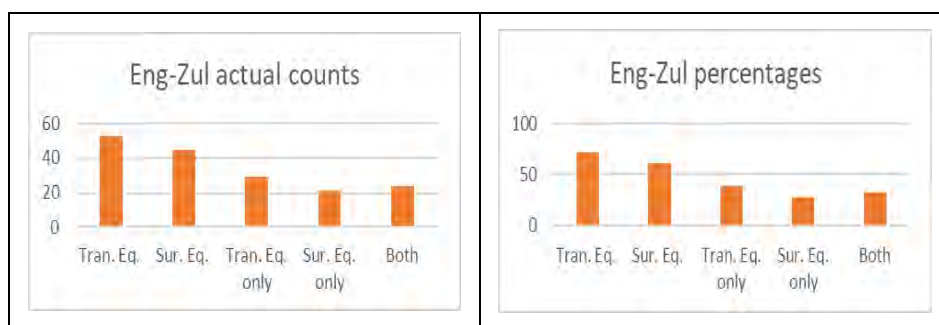 Eng-Zul actual counts
60
40
20
0
Tran. Eq. Sur. Eq. Tran. Eq. only Sur. Eq. only Both
Eng-Zul percentages
100
50
0
Tran. Eq. Sur. Eq. Tran. Eq. only Sur. Eq. only Both